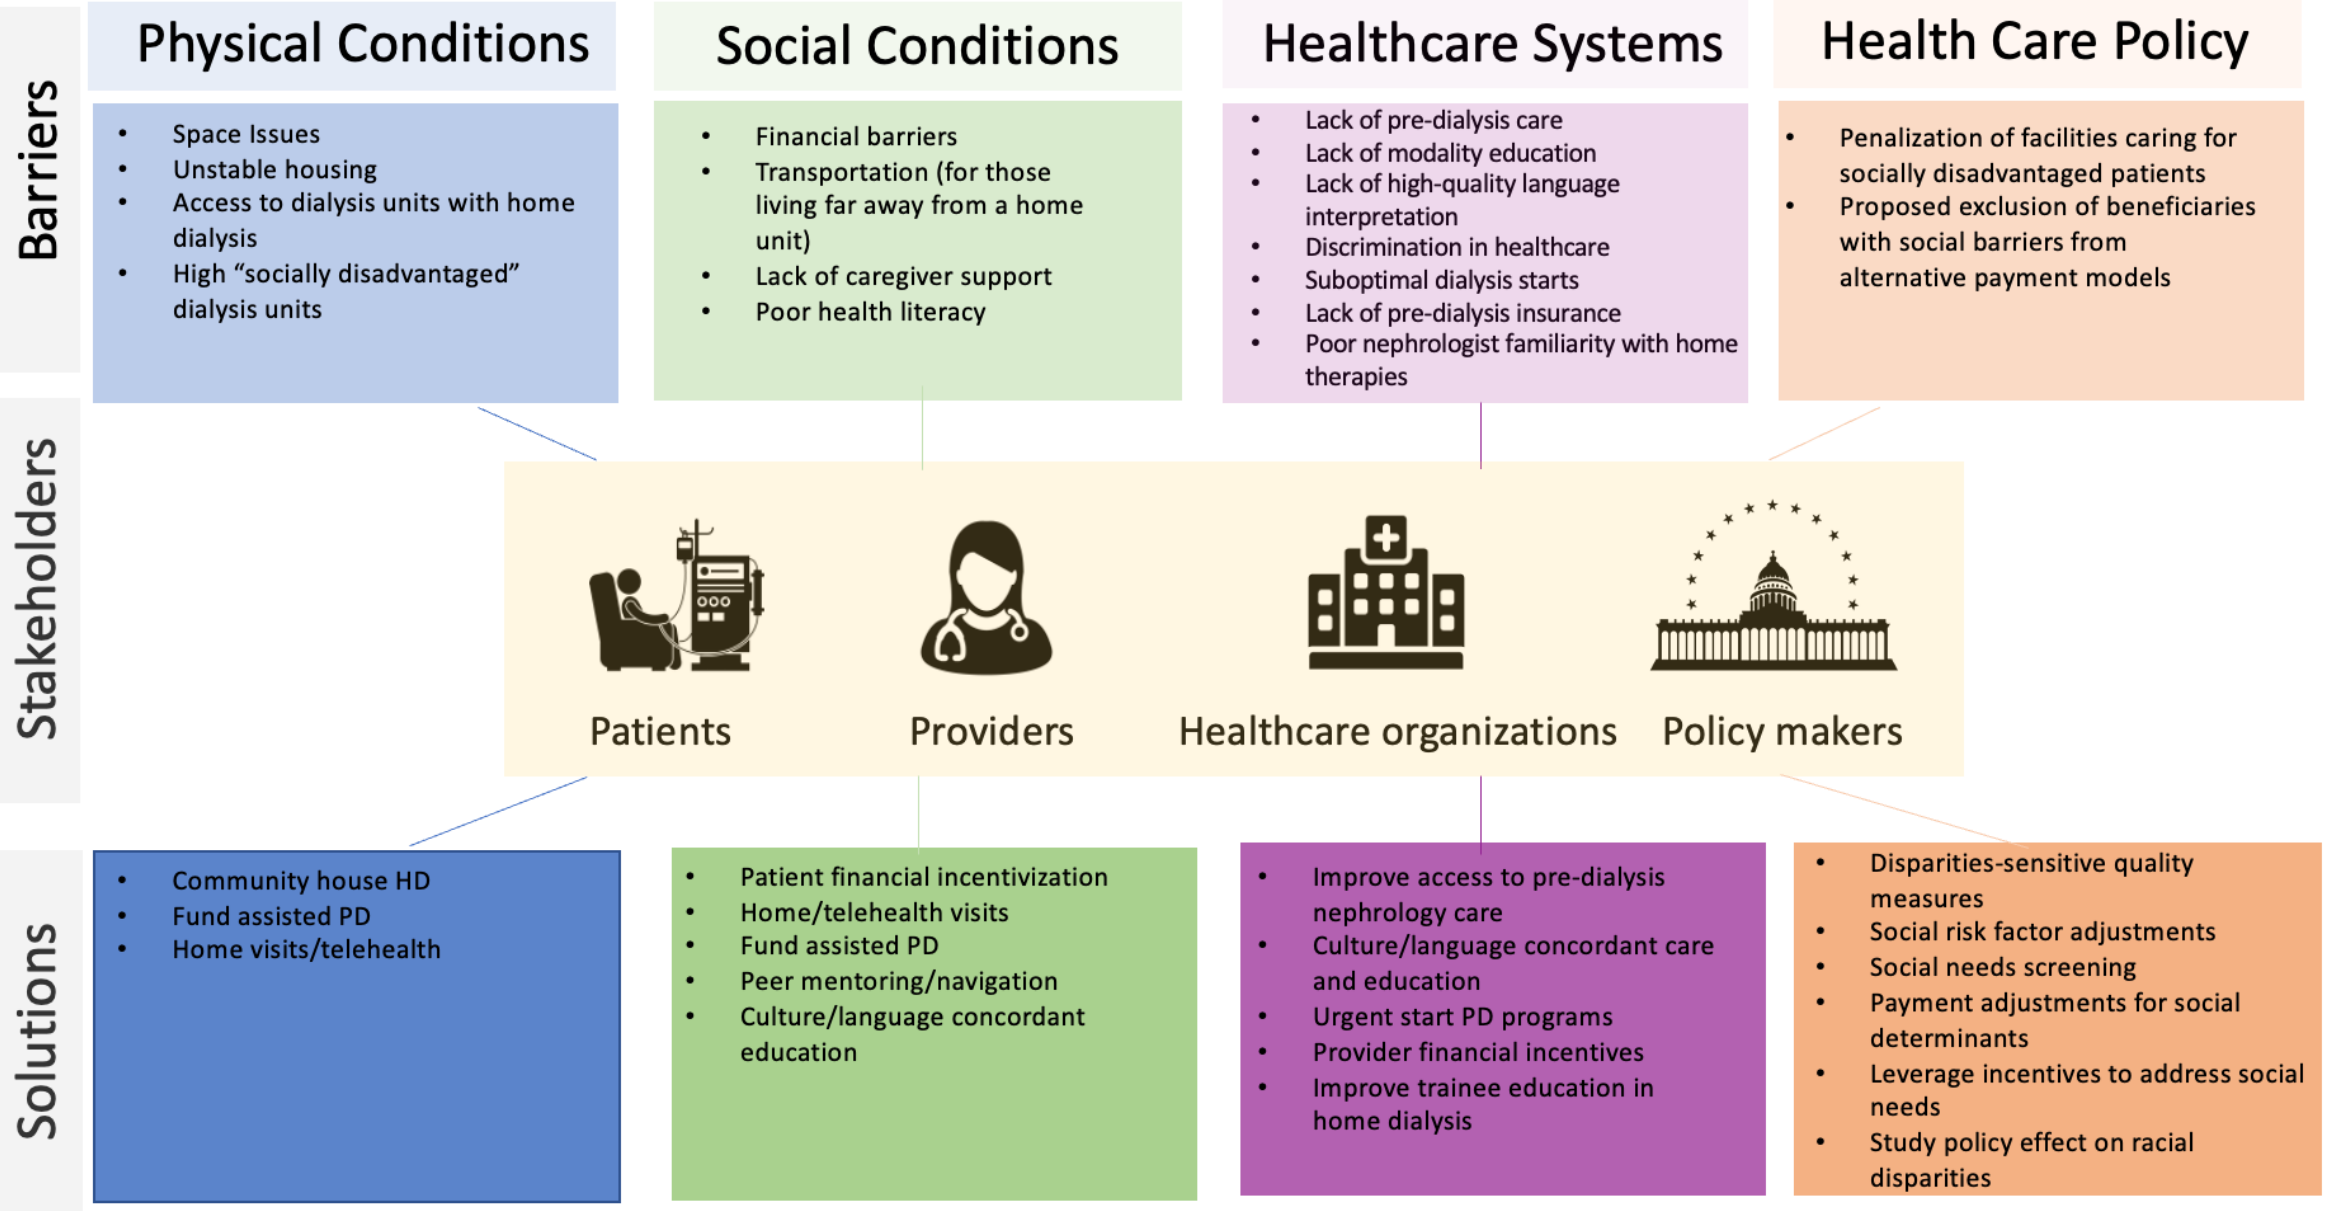 Physical Conditions
Social Conditions
Healthcare Systems
Health Care Policy
Barriers
• Space Issues
• Unstable housing
• Access to dialysis units with home
dialysis
• High “socially disadvantaged”
dialysis units
• Financial barriers
• Transportation (for those
living far away from a home
unit)
• Lack of caregiver support
• Poor health literacy
• Lack of pre-dialysis care
• Lack of modality education
• Lack of high-quality language
interpretation
• Discrimination in healthcare
• Suboptimal dialysis starts
• Lack of pre-dialysis insurance
• Poor nephrologist familiarity with home
therapies
• Penalization of facilities caring for
socially disadvantaged patients
• Proposed exclusion of beneficiaries
with social barriers from
alternative payment models
Stakeholders
Patients
Providers
Healthcare organizations
Policy makers
Solutions
• Community house HD
• Fund assisted PD
• Home visits/telehealth
• Patient financial incentivization
• Home/telehealth visits
• Fund assisted PD
• Peer mentoring/navigation
• Culture/language concordant
education
• Improve access to pre-dialysis
nephrology care
• Culture/language concordant care
and education
• Urgent start PD programs
• Provider financial incentives
• Improve trainee education in
home dialysis
• Disparities-sensitive quality
measures
• Social risk factor adjustments
• Social needs screening
• Payment adjustments for social
determinants
• Leverage incentives to address social
needs
• Study policy effect on racial
disparities